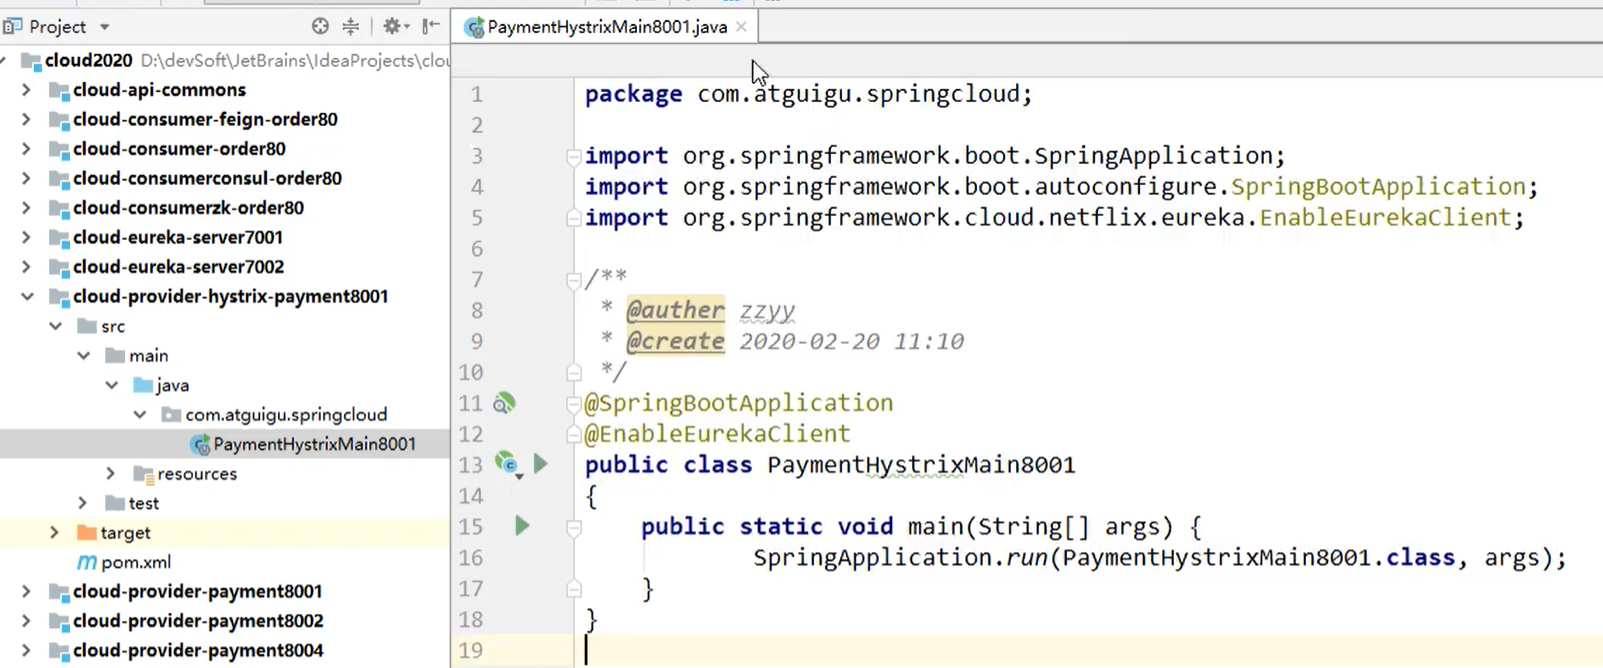 Project
cloud2020 D:\devSoft\JetBrains\IdeaProjects\clou
cloud-api-commons
cloud-consumer-feign-order80
cloud-consumer-order80
cloud-consumerconsul-order80
cloud-consumerzk-order80
cloud-eureka-server7001
cloud-eureka-server7002
cloud-provider-hystrix-payment8001
src
main
java
com.atguigu.springcloud
PaymentHystrixMain8001
resources
test
target
pom.xml
cloud-provider-payment8001
cloud-provider-payment8002
cloud-provider-payment8004
PaymentHystrixMain8001.java
1 package com.atguigu.springcloud;
2
3 import org.springframework.boot.SpringApplication;
4 import org.springframework.boot.autoconfigure.SpringBootApplication;
5 import org.springframework.cloud.netflix.eureka.EnableEurekaClient;
6
7 /**
8 * @auther zzyy
9 * @create 2020-02-20 11:10
10 */
11 @SpringBootApplication
12 @EnableEurekaClient
13 public class PaymentHystrixMain8001
14 {
15 public static void main(String[] args) {
16 SpringApplication.run(PaymentHystrixMain8001.class, args);
17 }
18 }
19